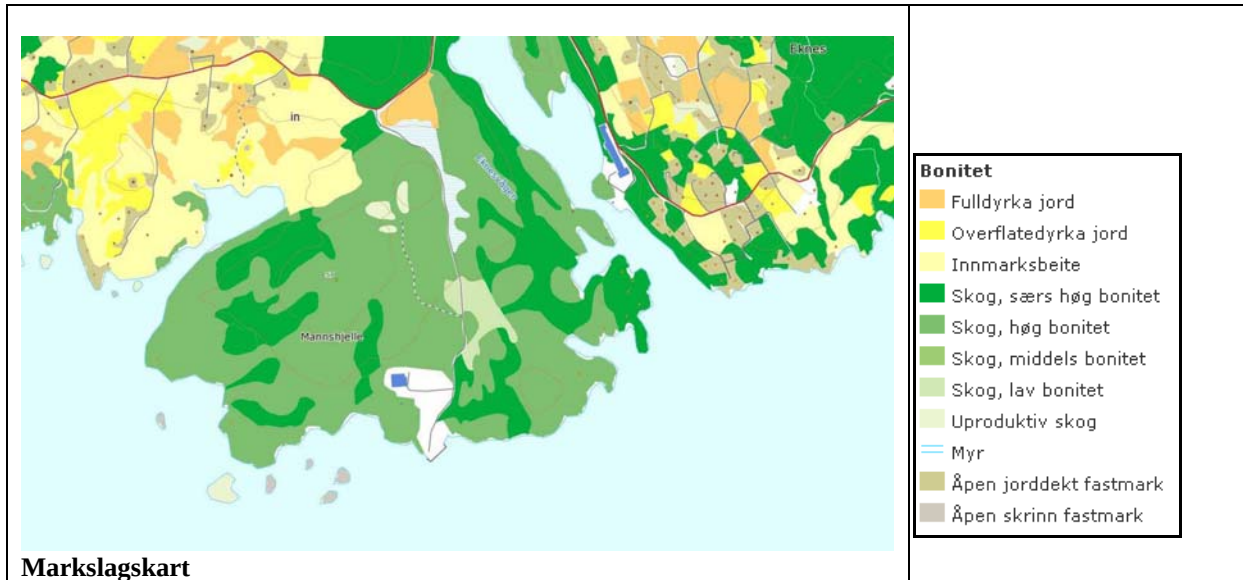 Eknes
in
Eknesvågen
Mannshjelle
Markslagskart
Bonitet
Fulldyrka jord
Overflatedyrka jord
Innmarksbeite
Skog, særs høg bonitet
Skog, høg bonitet
Skog, middels bonitet
Skog, lav bonitet
Uproduktiv skog
Myr
Åpen jorddekt fastmark
Åpen skrinn fastmark